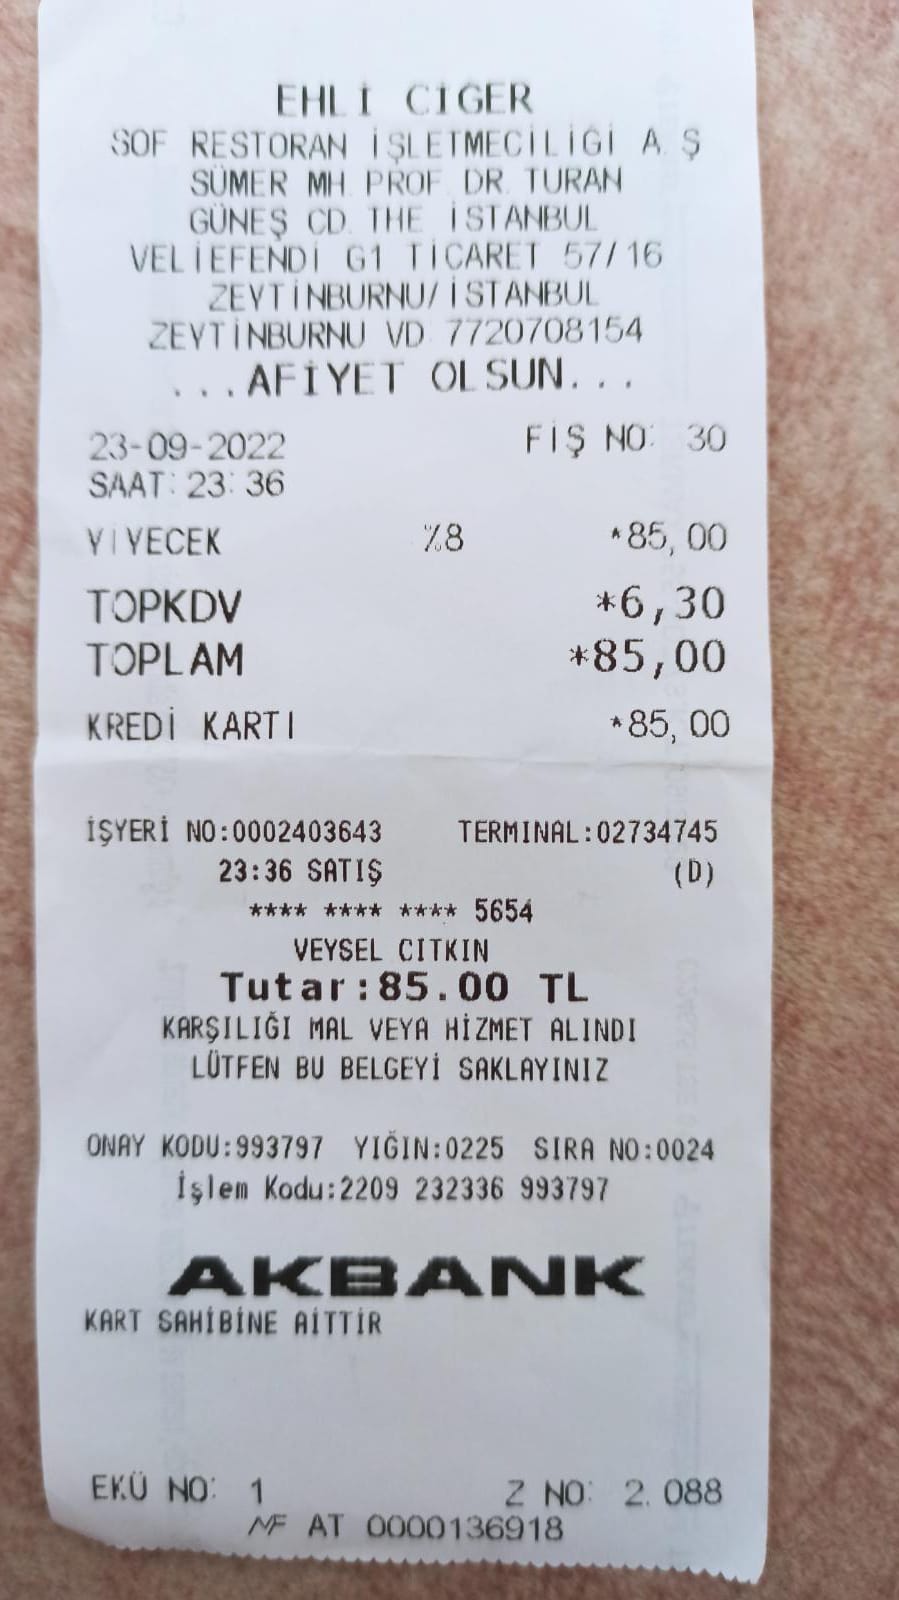 EHLİ CİĞER
SOF RESTORAN İŞLETMECİLİĞİ A.Ş
SÜMER MH. PROF. DR. TURAN
GÜNEŞ CD. THE İSTANBUL
VELİEFENDİ G1 TİCARET 57/16
ZEYTİNBURNU/İSTANBUL
ZEYTİNBURNU VD. 7720708154
...AFİYET OLSUN...
23-09-2022 FİŞ NO: 30
SAAT: 23:36
YİYECEK %8 *85,00
TOPKDV *6,30
TOPLAM *85,00
KREDİ KARTI *85,00
İŞYERİ NO:0002403643 TERMINAL:02734745
23:36 SATIŞ (D)
**** **** **** 5654
VEYSEL CITKIN
Tutar:85.00 TL
KARŞILIĞI MAL VEYA HİZMET ALINDI
LÜTFEN BU BELGEYİ SAKLAYINIZ
ONAY KODU:993797 YIĞIN:0225 SIRA NO:0024
İşlem Kodu:2209 232336 993797
AKBANK
KART SAHİBİNE AİTTİR
EKÜ NO: 1 Z NO: 2.088
MF AT 0000136918